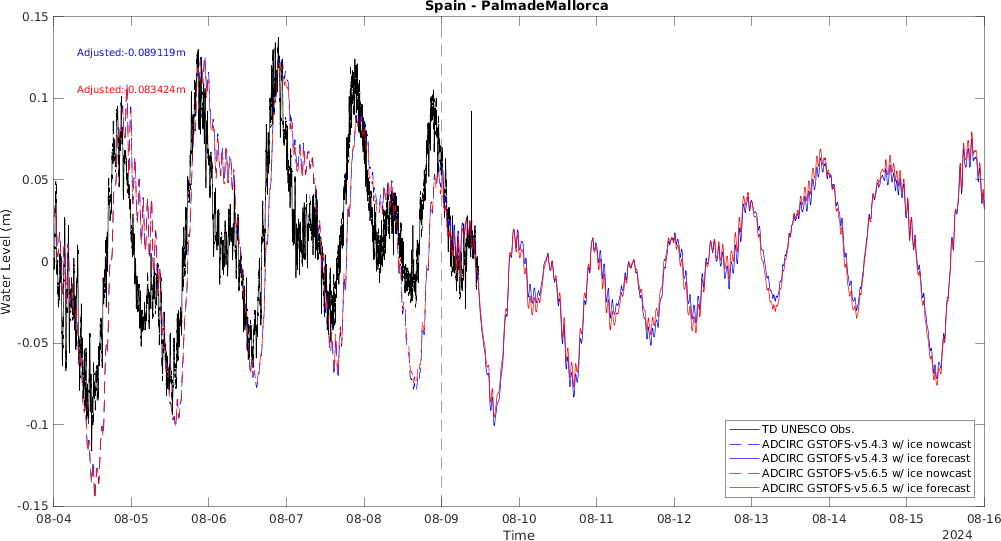 Spain - PalmadeMallorca
Adjusted:-0.089119m
Adjusted:-0.083424m
Water Level (m)
0.15
0.1
0.05
0
-0.05
-0.1
-0.15
TD UNESCO Obs.
ADCIRC GSTOFS-v5.4.3 w/ ice nowcast
ADCIRC GSTOFS-v5.4.3 w/ ice forecast
ADCIRC GSTOFS-v5.6.5 w/ ice nowcast
ADCIRC GSTOFS-v5.6.5 w/ ice forecast
08-04 08-05 08-06 08-07 08-08 08-09 08-10 08-11 08-12 08-13 08-14 08-15 08-16
Time
2024